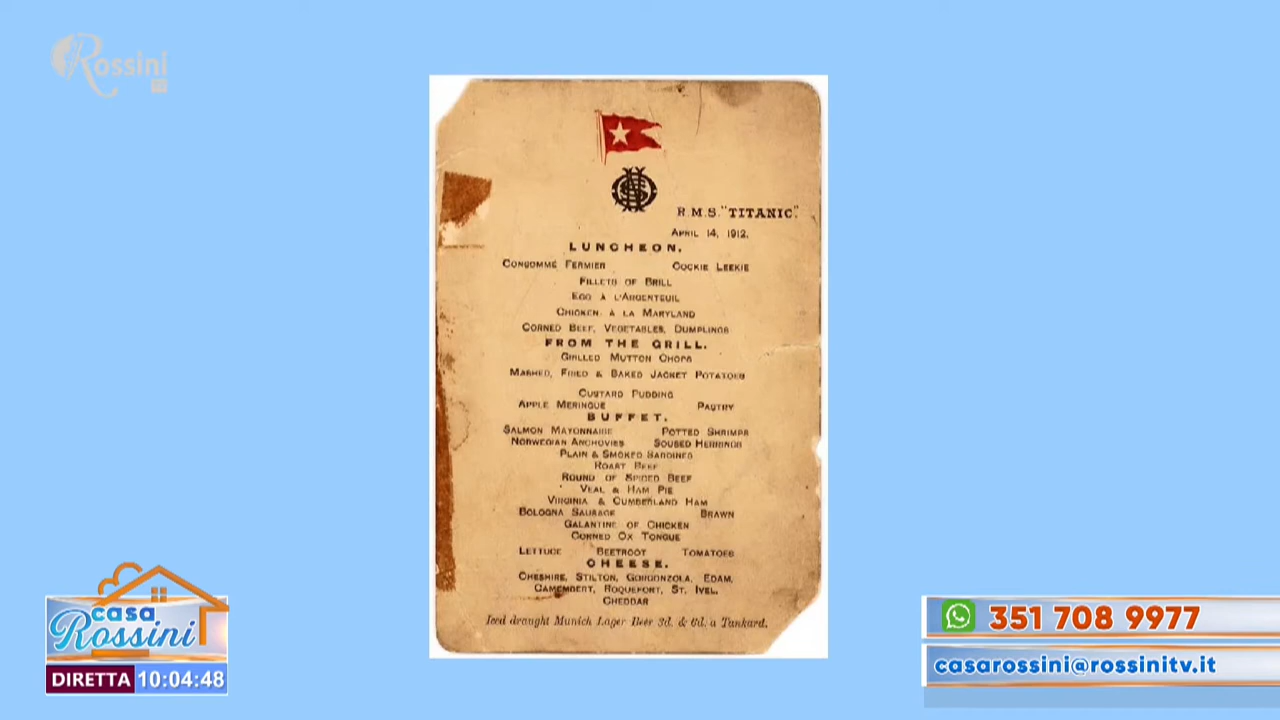 Rossini
R.M.S. "TITANIC."
APRIL 14, 1912.
LUNCHEON.
CONSOMMÉ FERMIER COCKIE LEEKIE
FILLETS OF BRILL
EGG À L'ARGENTEUIL
CHICKEN À LA MARYLAND
CORNED BEEF, VEGETABLES, DUMPLINGS
FROM THE GRILL.
GRILLED MUTTON CHOPS
MASHED, FRIED & BAKED JACKET POTATOES
CUSTARD PUDDING
APPLE MERINGUE PASTRY
BUFFET.
SALMON MAYONNAISE POTTED SHRIMPS
NORWEGIAN ANCHOVIES SOUSED HERRINGS
PLAIN & SMOKED SARDINES
ROAST BEEF
ROUND OF SPICED BEEF
VEAL & HAM PIE
VIRGINIA & CUMBERLAND HAM
BOLOGNA SAUSAGE BRAWN
GALANTINE OF CHICKEN
CORNED OX TONGUE
LETTUCE BEETROOT TOMATOES
CHEESE.
CHESHIRE, STILTON, GORGONZOLA, EDAM,
CAMEMBERT, ROQUEFORT, ST. IVEL.
CHEDDAR
Iced draught Munich Lager Beer 3d. & 6d. a Tankard.
casa
Rossini
DIRETTA 10:04:48
351 708 9977
casarossini@rossinitv.it